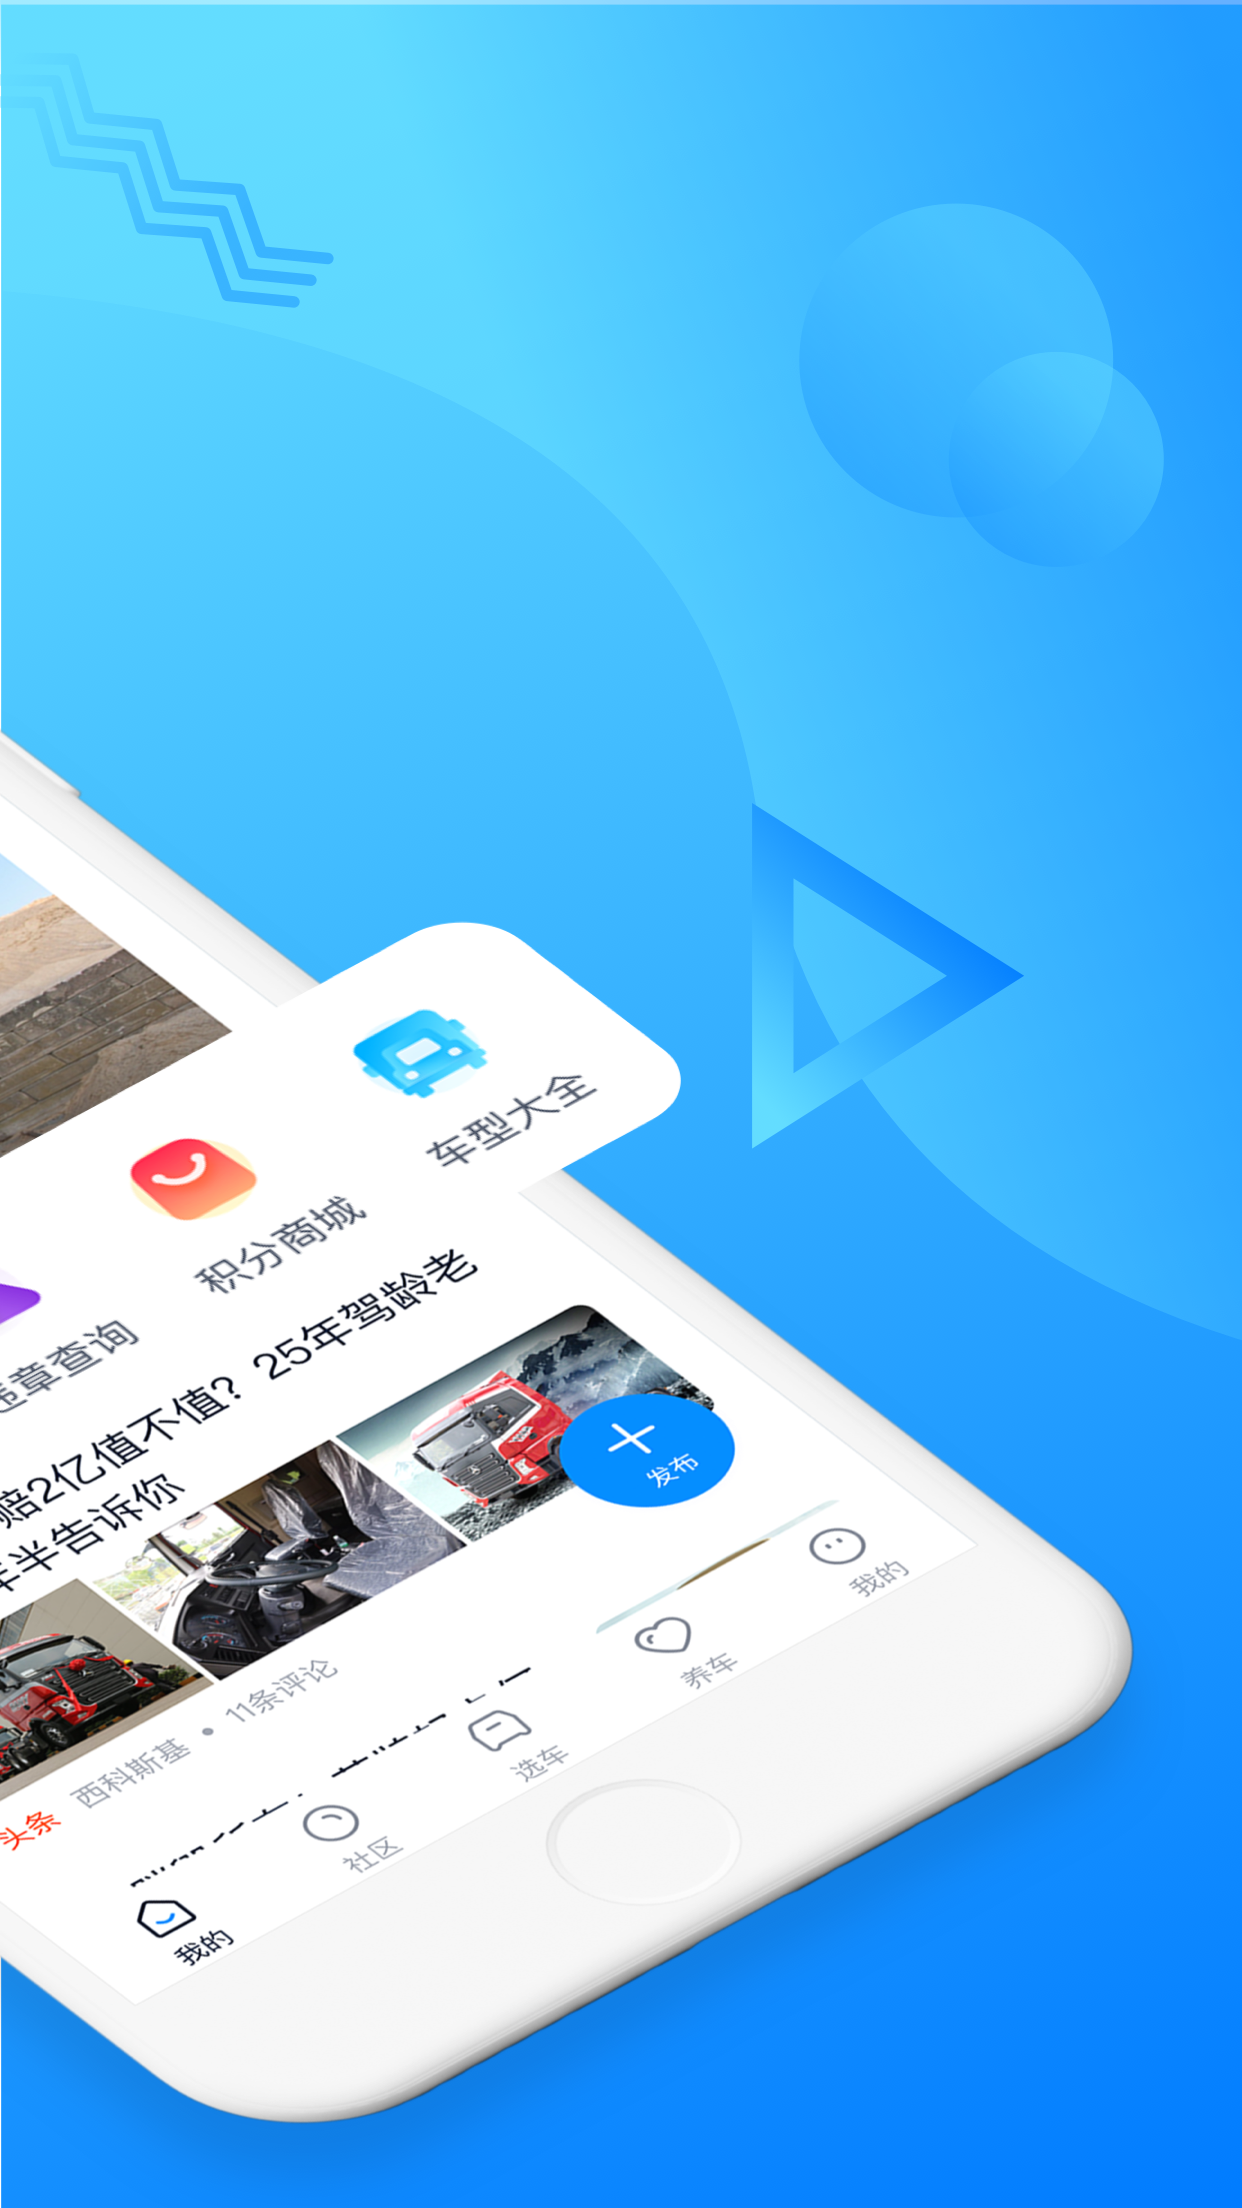 车型大全
积分商城
违章查询
赔2亿值不值？25年驾龄老
半告诉你
头条 西科斯基 • 11条评论
发布
我的
社区
选车
养车
我的